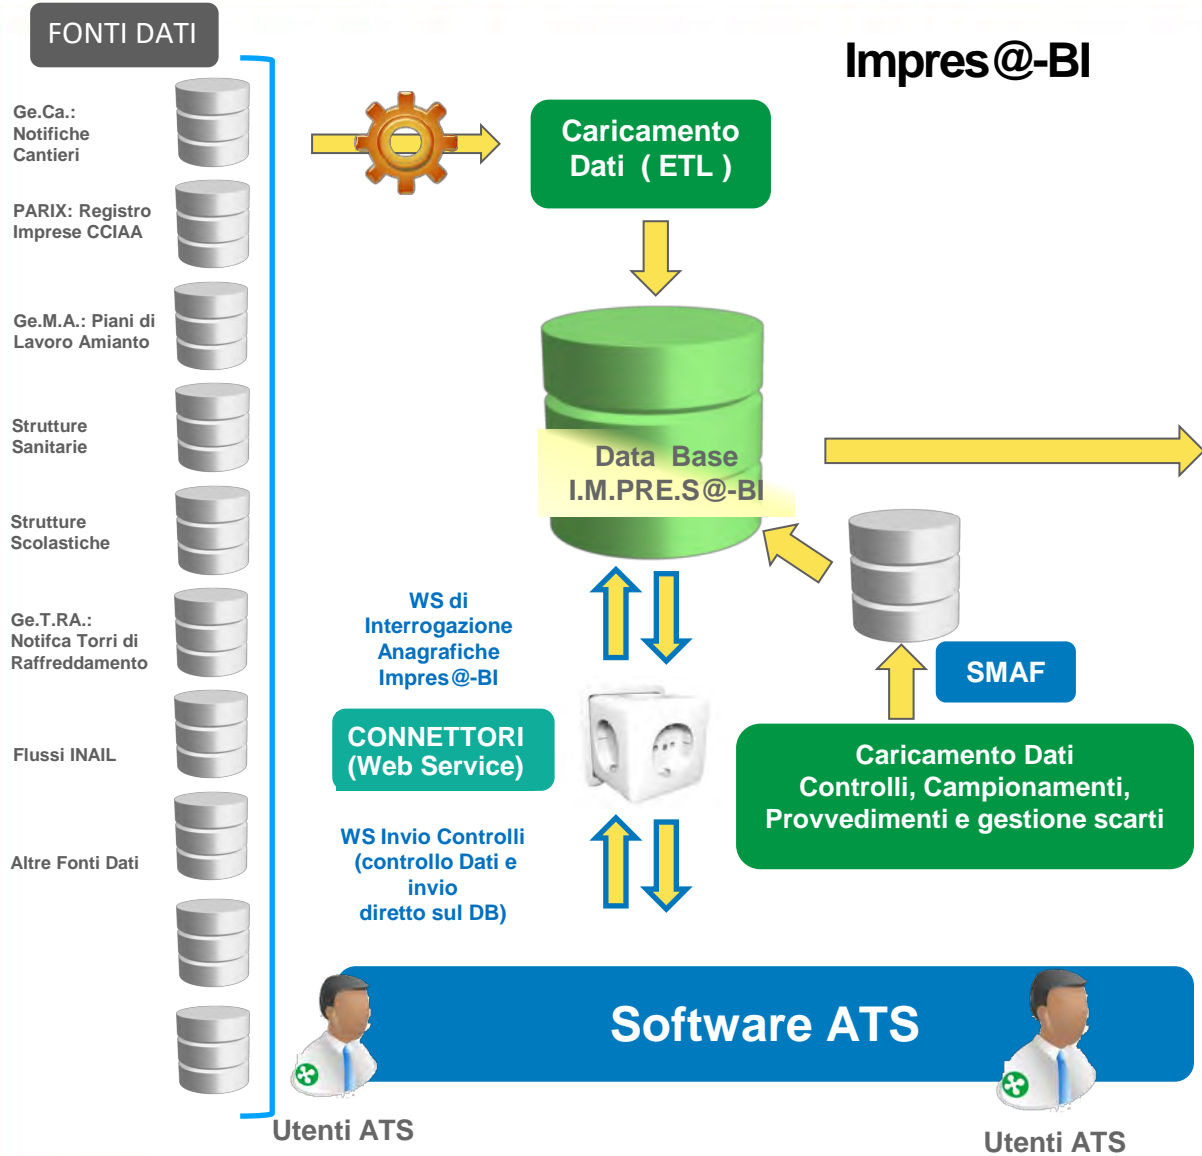 FONTI DATI
Impres@-BI
Ge.Ca.:
Notifiche
Cantieri
PARIX: Registro
Imprese CCIAA
Ge.M.A.: Piani di
Lavoro Amianto
Strutture
Sanitarie
Strutture
Scolastiche
Ge.T.RA.:
Notifca Torri di
Raffreddamento
Flussi INAIL
Altre Fonti Dati
Caricamento
Dati ( ETL )
Data Base
I.M.PRE.S@-BI
WS di
Interrogazione
Anagrafiche
Impres@-BI
CONNETTORI
(Web Service)
WS Invio Controlli
(controllo Dati e
invio
diretto sul DB)
SMAF
Caricamento Dati
Controlli, Campionamenti,
Provvedimenti e gestione scarti
Software ATS
Utenti ATS
Utenti ATS